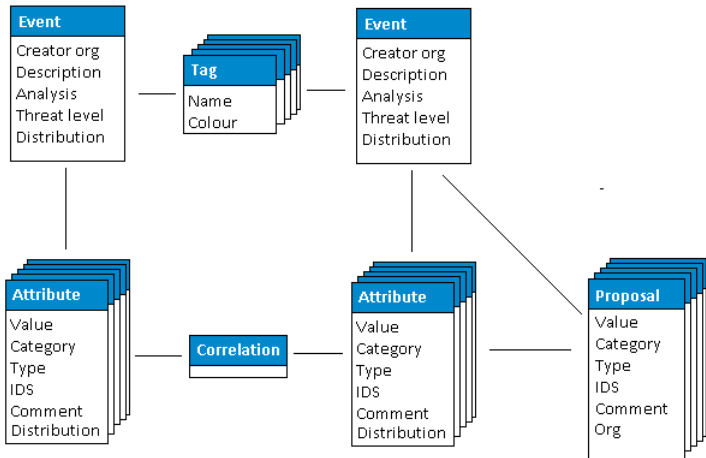 Event
Creator org
Description
Analysis
Threat level
Distribution
Tag
Name
Colour
Event
Creator org
Description
Analysis
Threat level
Distribution
Attribute
Value
Category
Type
IDS
Comment
Distribution
Correlation
Attribute
Value
Category
Type
IDS
Comment
Distribution
Proposal
Value
Category
Type
IDS
Comment
Org